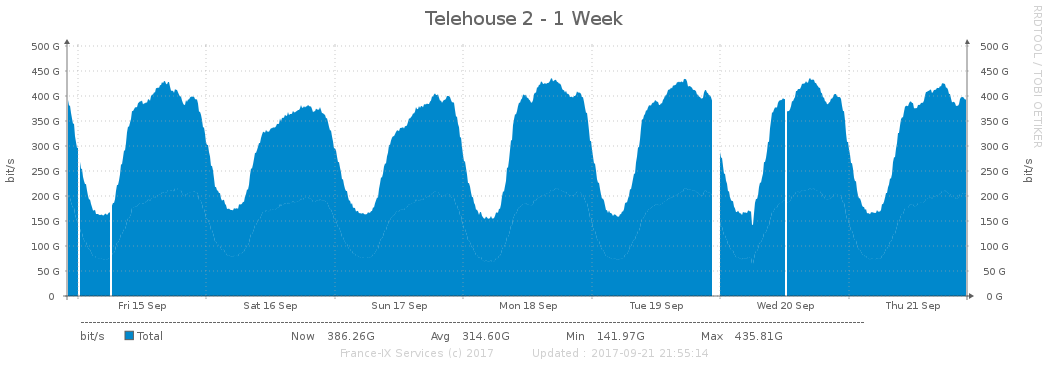 Telehouse 2 - 1 Week
RRDTOOL / TOBI OETIKER
500 G 500 G
450 G 450 G
400 G 400 G
350 G 350 G
300 G 300 G
250 G 250 G
200 G 200 G
150 G 150 G
100 G 100 G
50 G 50 G
0 0 G
bit/s
bit/s
Fri 15 Sep Sat 16 Sep Sun 17 Sep Mon 18 Sep Tue 19 Sep Wed 20 Sep Thu 21 Sep
bit/s Total Now 386.26G Avg 314.60G Min 141.97G Max 435.81G
France-IX Services (c) 2017 Updated : 2017-09-21 21:55:14